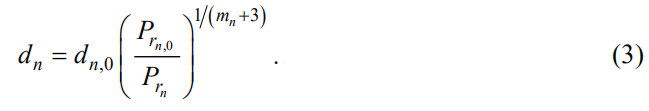 $d_n = d_{n,0} \left( \frac{P_{r_{n,0}}}{P_{r_n}} \right)^{1/(m_n+3)} .$ (3)